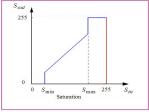 S_out
255
0 S_min S_max 255 S_in
Saturation